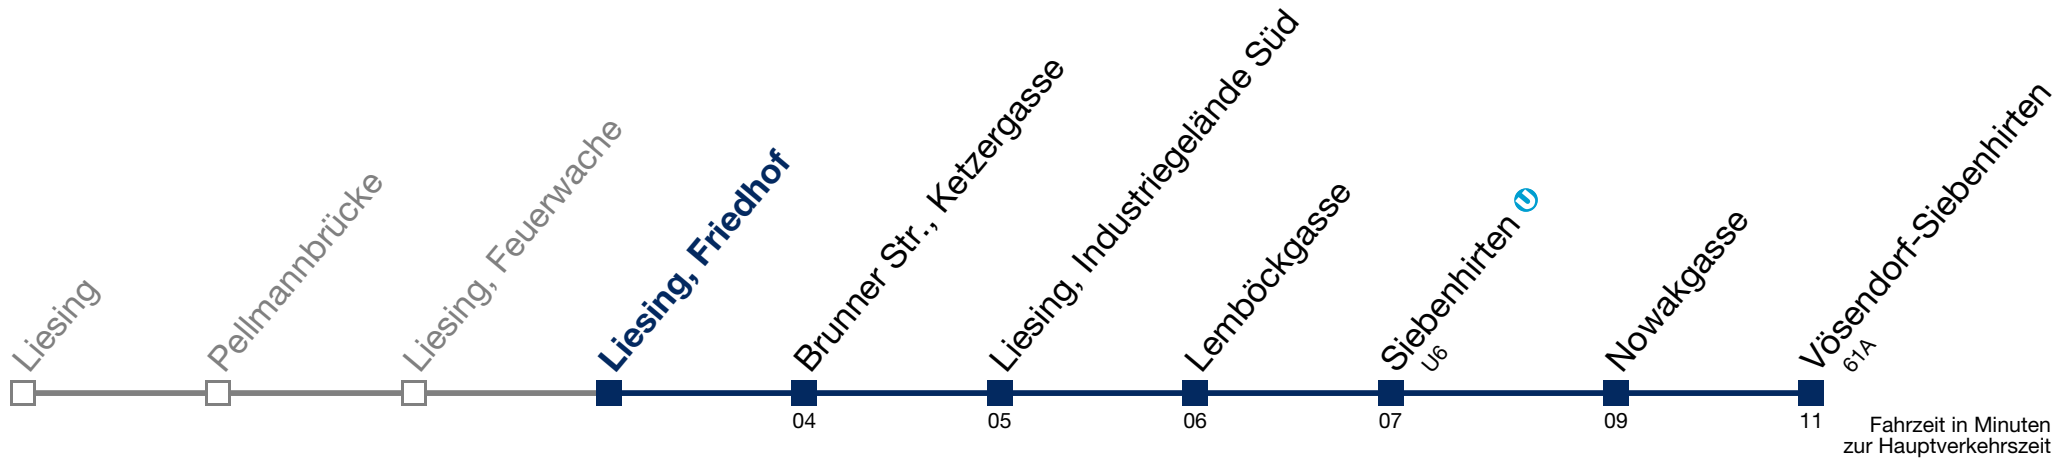 Liesing
Pellmannbrücke
Liesing, Feuerwache
Liesing, Friedhof
Brunner Str., Ketzergasse
Liesing, Industriegelände Süd
Lemböckgasse
Siebenhirten
U6
Nowakgasse
Vösendorf-Siebenhirten
61A
04
05
06
07
09
11
Fahrzeit in Minuten
zur Hauptverkehrszeit